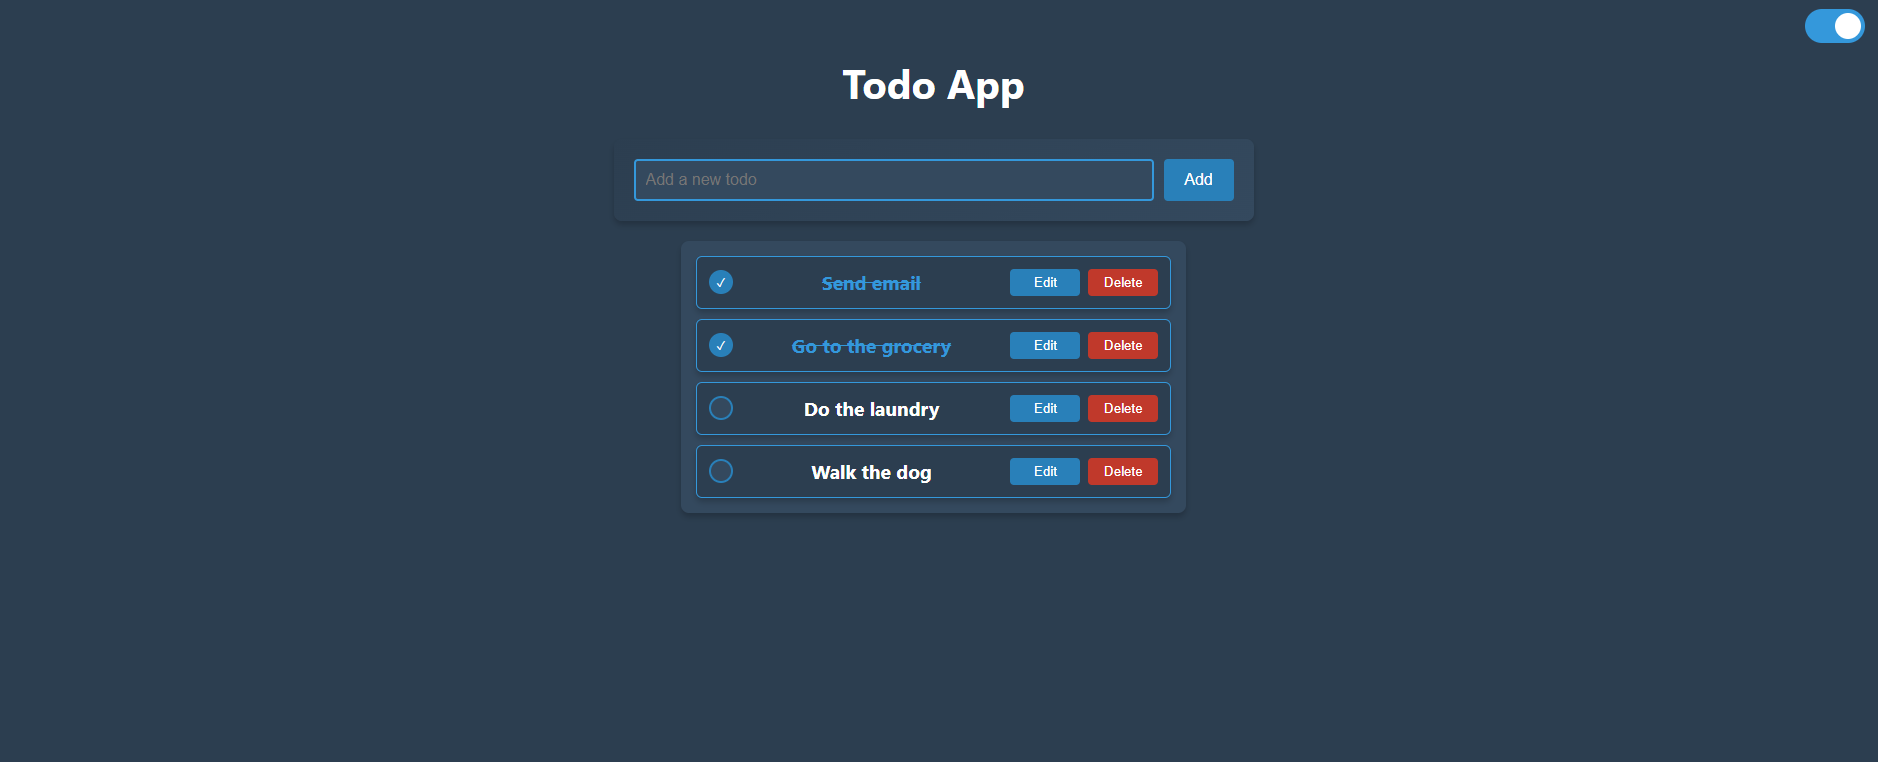 Todo App
Add a new todo Add
✓ Send email Edit Delete
✓ Go to the grocery Edit Delete
Do the laundry Edit Delete
Walk the dog Edit Delete